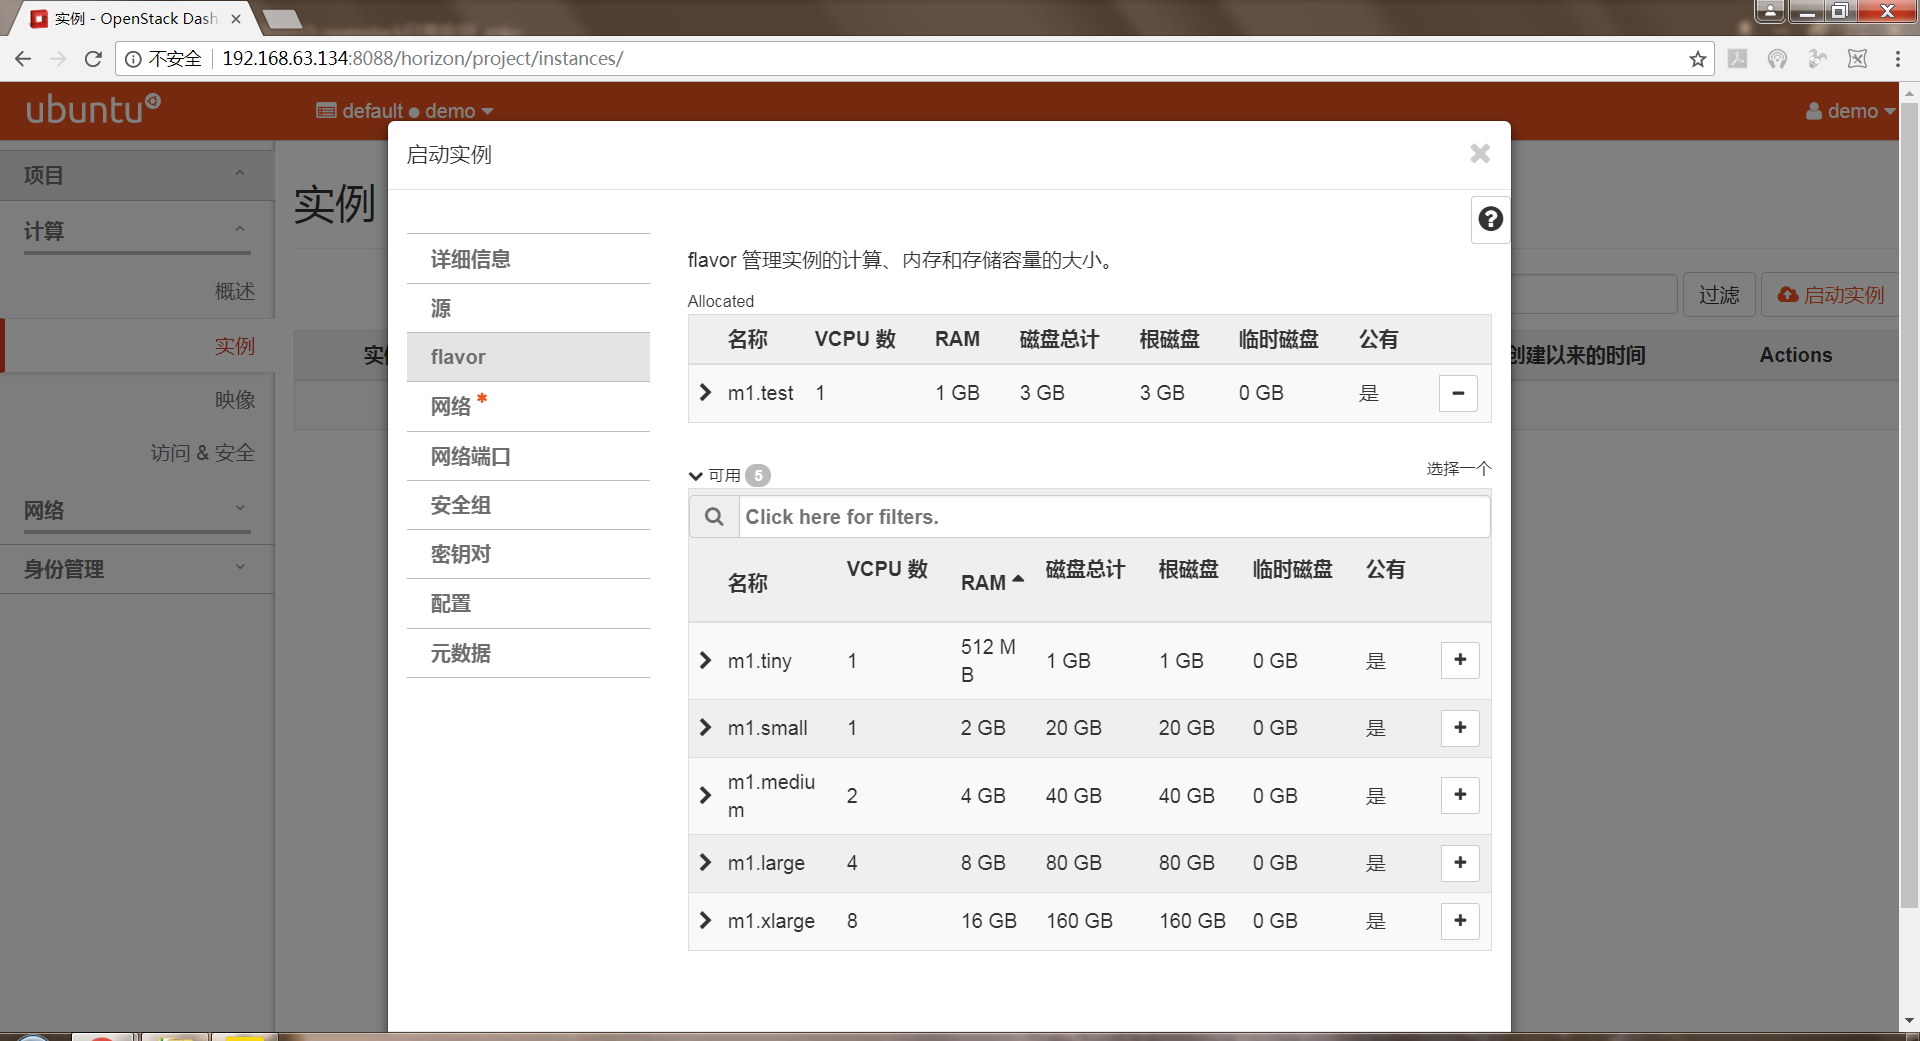 实例 - OpenStack Dash
不安全 192.168.63.134:8088/horizon/project/instances/
ubuntu
default demo
demo
项目
计算
概述
实例
映像
访问 & 安全
网络
身份管理
实例
过滤
启动实例
创建以来的时间
Actions
启动实例
详细信息
源
flavor
网络 *
网络端口
安全组
密钥对
配置
元数据
flavor 管理实例的计算、内存和存储容量的大小。
Allocated
名称 VCPU 数 RAM 磁盘总计 根磁盘 临时磁盘 公有
m1.test 1 1 GB 3 GB 3 GB 0 GB 是
可用 5
选择一个
Click here for filters.
名称 VCPU 数 RAM 磁盘总计 根磁盘 临时磁盘 公有
m1.tiny 1 512 MB 1 GB 1 GB 0 GB 是
m1.small 1 2 GB 20 GB 20 GB 0 GB 是
m1.medium 2 4 GB 40 GB 40 GB 0 GB 是
m1.large 4 8 GB 80 GB 80 GB 0 GB 是
m1.xlarge 8 16 GB 160 GB 160 GB 0 GB 是